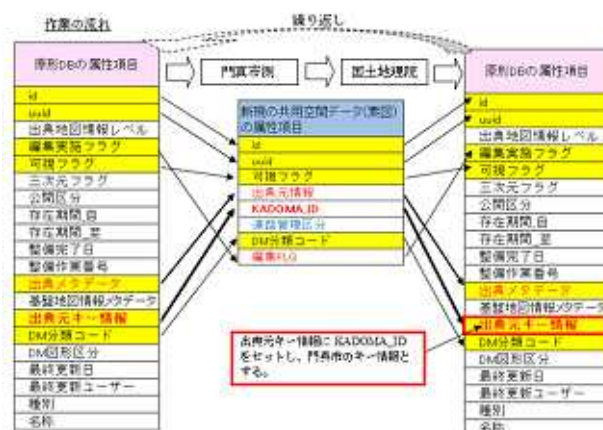 作業の流れ
繰り返し
原形DBの属性項目
門真市側
国土地理院
原形DBの属性項目
id
uuid
出典地図情報レベル
編集実施フラグ
可視フラグ
三次元フラグ
公開区分
存在期間_自
存在期間_至
整備完了日
整備作業番号
出典メタデータ
基盤地図情報メタデータ
出典元キー情報
DM分類コード
DM図形区分
最終更新日
最終更新ユーザー
種別
名称
新規の共用空間データ(素図)
の属性項目
id
uuid
可視フラグ
出典元情報
KADOMA_ID
道路管理区分
DM分類コード
編集FLG
出典元キー情報に KADOMA_ID
をセットし、門真市のキー情報と
する。
id
uuid
出典地図情報レベル
編集実施フラグ
可視フラグ
三次元フラグ
公開区分
存在期間_自
存在期間_至
整備完了日
整備作業番号
出典メタデータ
基盤地図情報メタデータ
出典元キー情報
DM分類コード
DM図形区分
最終更新日
最終更新ユーザー
種別
名称